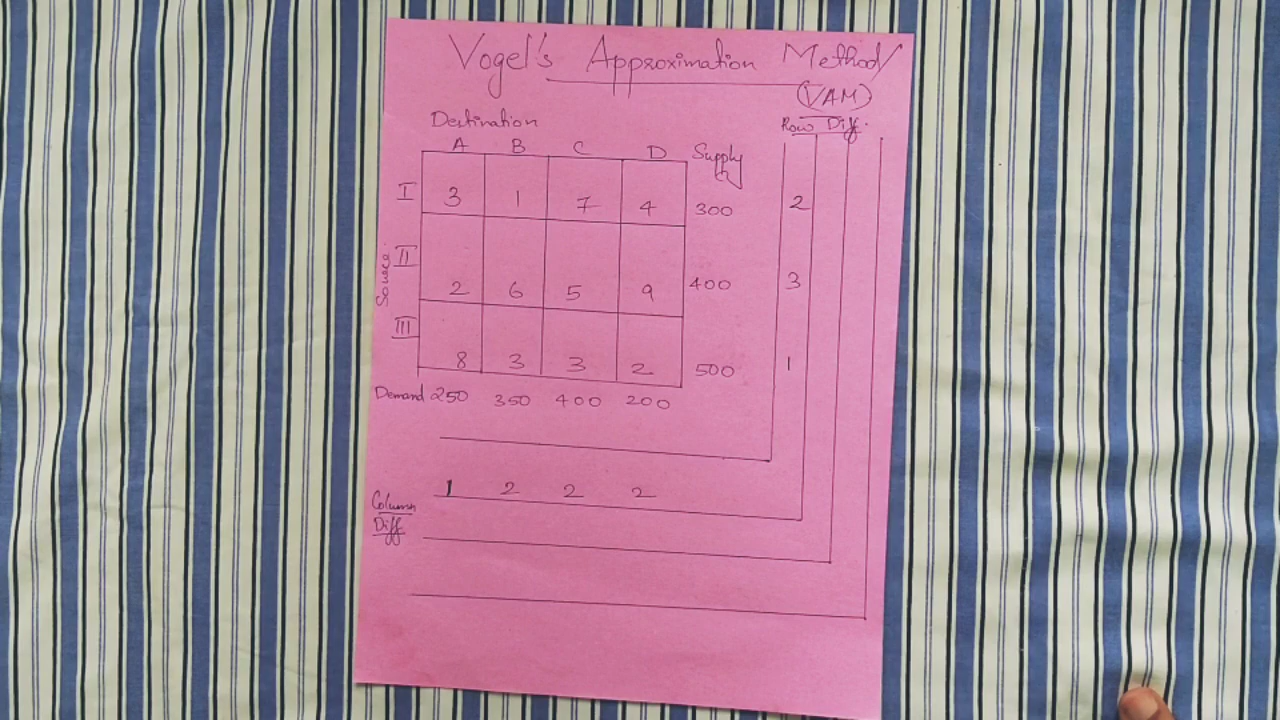 Vogel's Approximation Method
(VAM)
Destination
Row Diff.
A B C D Supply
I 3 1 7 4 300 2
Source
II 2 6 5 9 400 3
III 8 3 3 2 500 1
Demand 250 350 400 200
1 2 2 2
Column
Diff